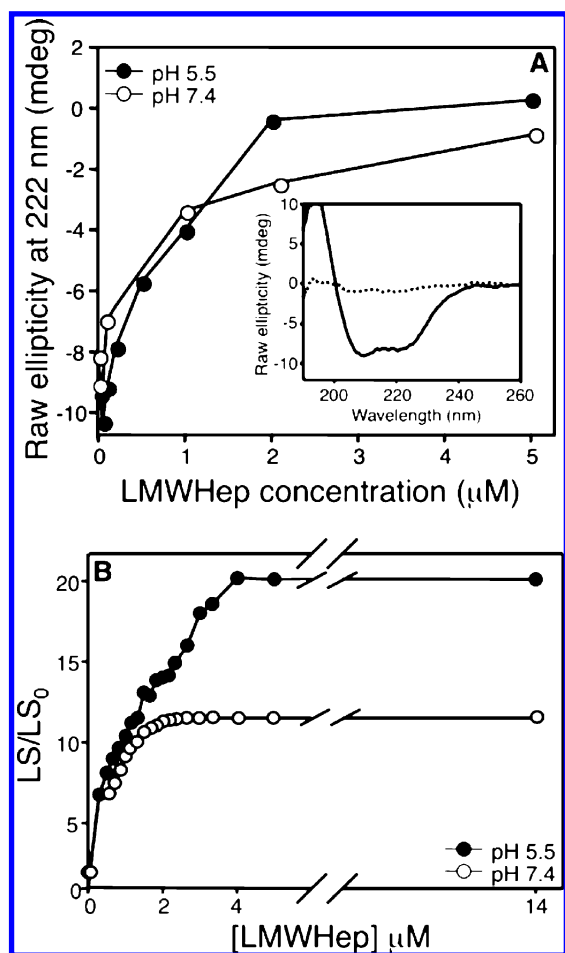 A
pH 5.5
pH 7.4
Raw ellipticity at 222 nm (mdeg)
2
0
-2
-4
-6
-8
-10
0
1
2
3
4
5
LMWHep concentration (μM)
Raw ellipticity (mdeg)
10
5
0
-5
-10
200
220
240
260
Wavelength (nm)
B
LS/LS₀
20
15
10
5
0
0
2
4
14
[LMWHep] μM
pH 5.5
pH 7.4